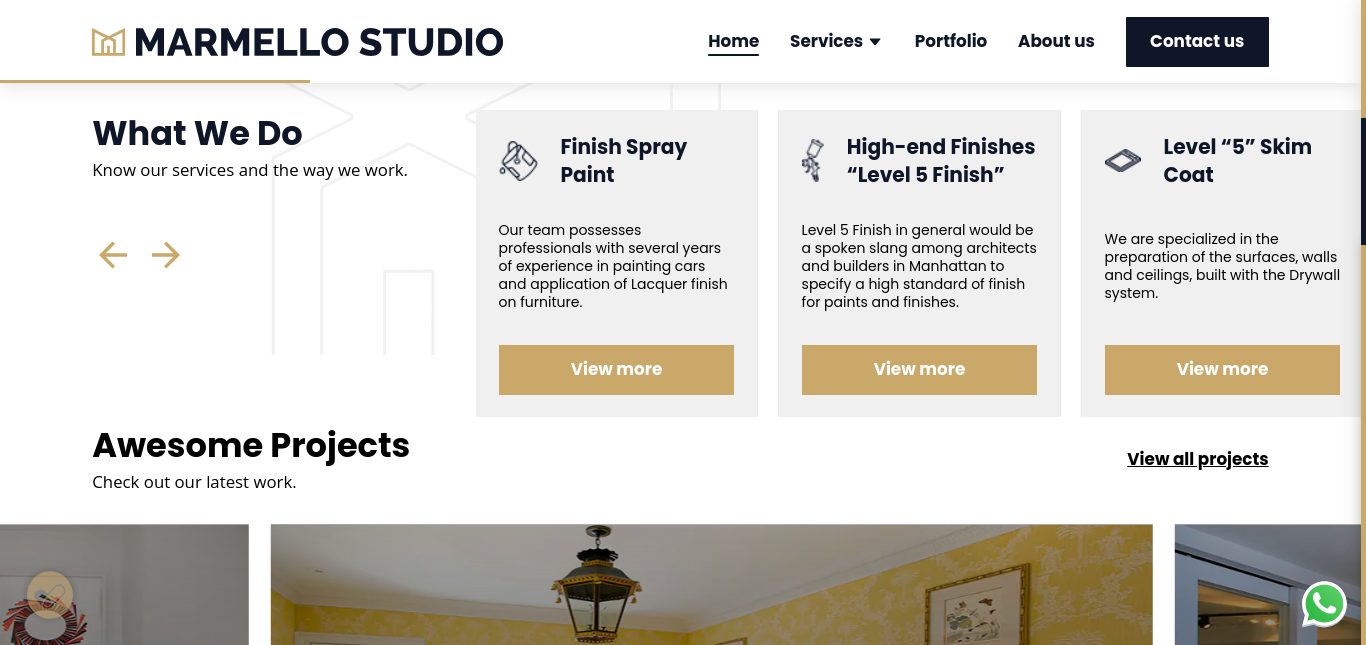 MARMELLO STUDIO
Home
Services
Portfolio
About us
Contact us
What We Do
Know our services and the way we work.
Finish Spray
Paint
Our team possesses
professionals with several years
of experience in painting cars
and application of Lacquer finish
on furniture.
View more
High-end Finishes
“Level 5 Finish”
Level 5 Finish in general would be
a spoken slang among architects
and builders in Manhattan to
specify a high standard of finish
for paints and finishes.
View more
Level “5” Skim
Coat
We are specialized in the
preparation of the surfaces, walls
and ceilings, built with the Drywall
system.
View more
Awesome Projects
Check out our latest work.
View all projects